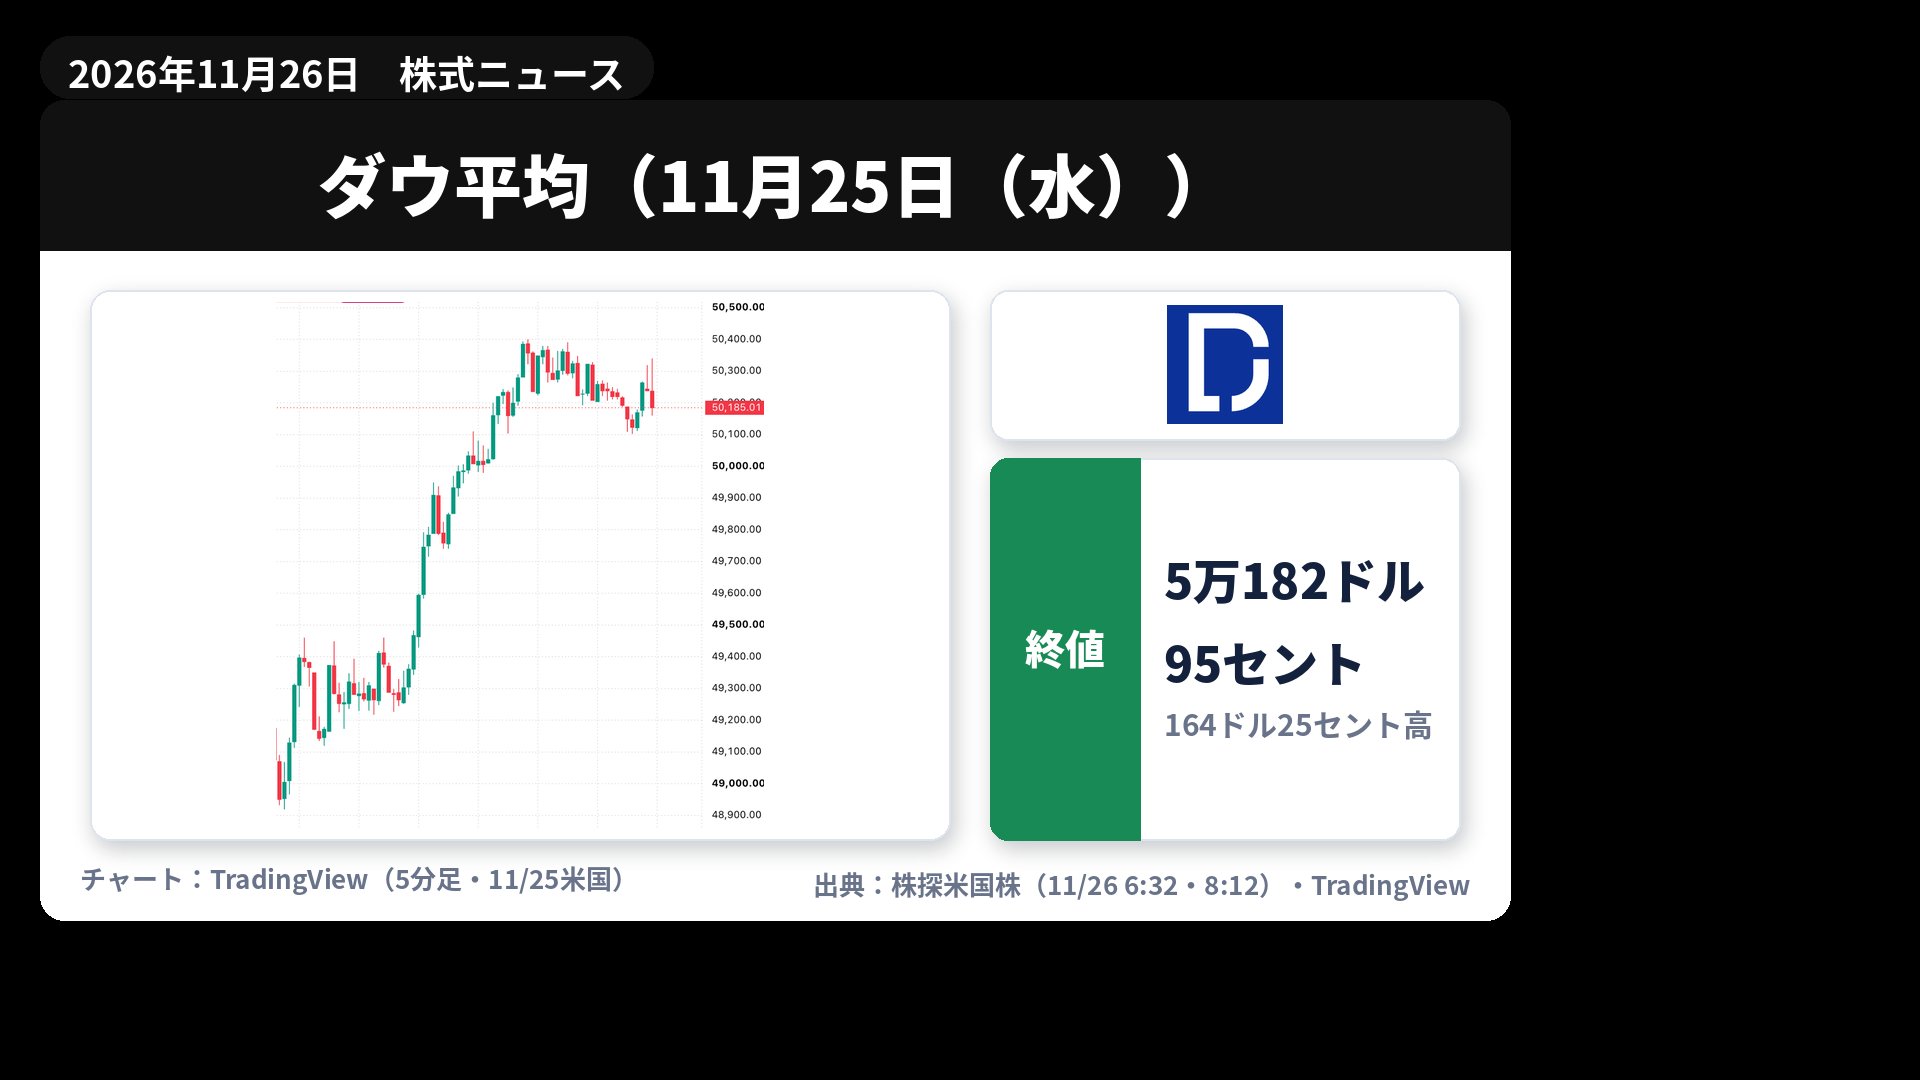 2026年11月26日　株式ニュース
ダウ平均（11月25日（水））
50,500.00
50,400.00
50,300.00
50,185.01
50,100.00
50,000.00
49,900.00
49,800.00
49,700.00
49,600.00
49,500.00
49,400.00
49,300.00
49,200.00
49,100.00
49,000.00
48,900.00
終値
5万182ドル
95セント
164ドル25セント高
チャート：TradingView（5分足・11/25米国）
出典：株探米国株（11/26 6:32・8:12）・TradingView